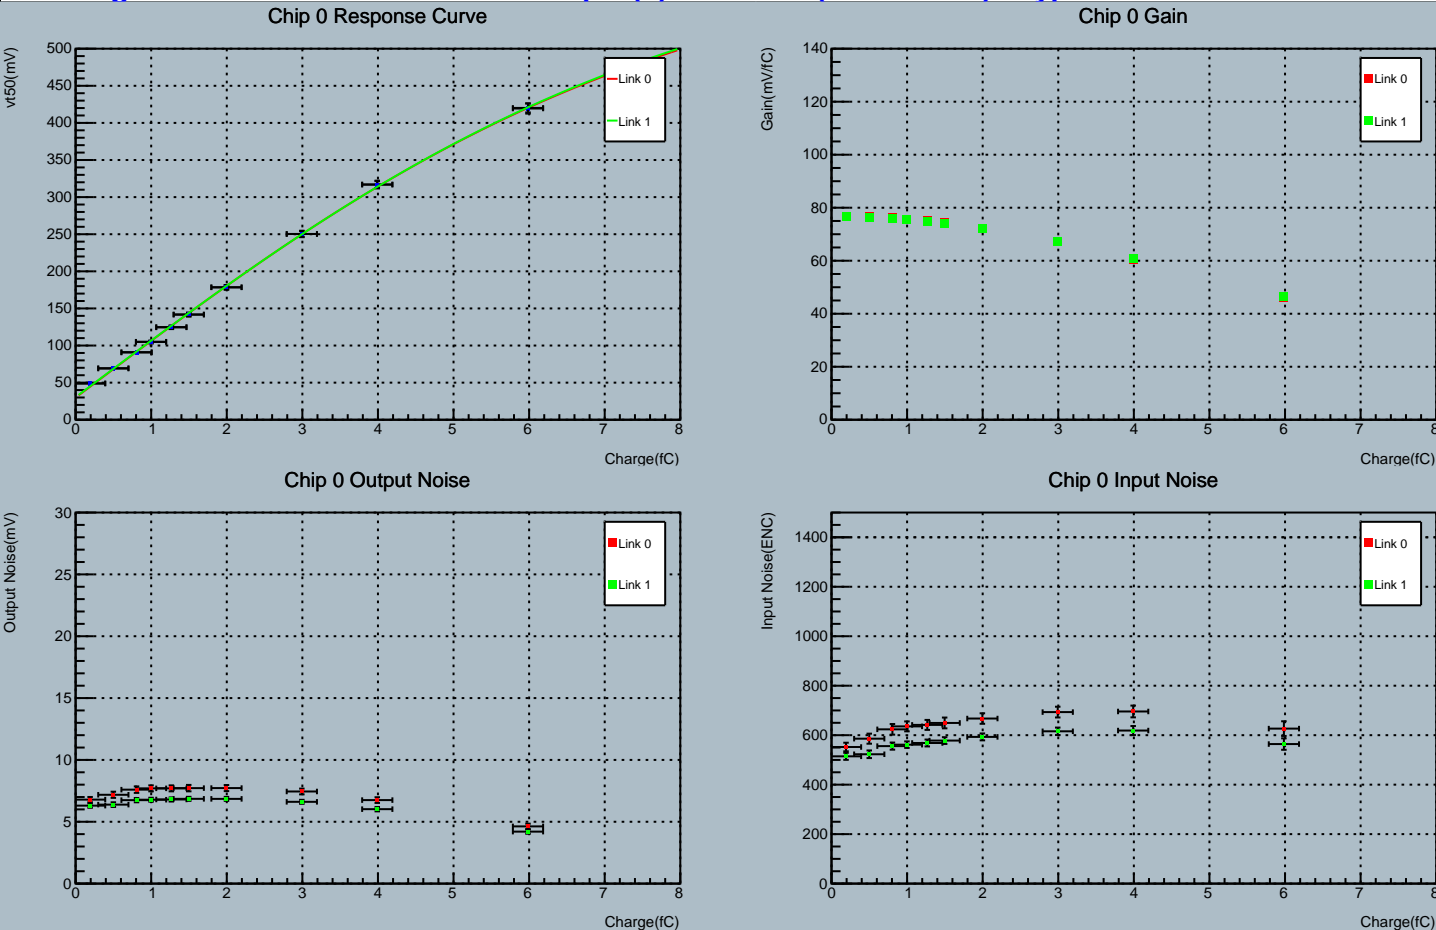 Chip 0 Response Curve
vt50(mV)
500
450
400
350
300
250
200
150
100
50
0
0 1 2 3 4 5 6 7 8
Charge(fC)
Link 0
Link 1
Chip 0 Gain
Gain(mV/fC)
140
120
100
80
60
40
20
0
0 1 2 3 4 5 6 7 8
Charge(fC)
Link 0
Link 1
Chip 0 Output Noise
Output Noise(mV)
30
25
20
15
10
5
0
0 1 2 3 4 5 6 7 8
Charge(fC)
Link 0
Link 1
Chip 0 Input Noise
Input Noise(ENC)
1400
1200
1000
800
600
400
200
0
0 1 2 3 4 5 6 7 8
Charge(fC)
Link 0
Link 1